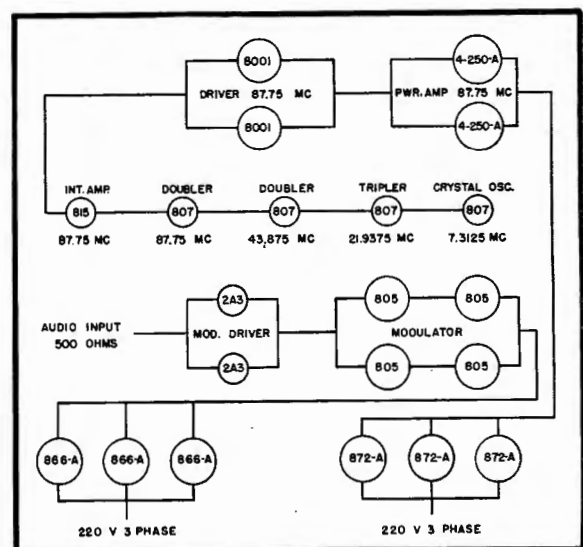 8001
4-250-A
DRIVER 87.75 MC
PWR. AMP 87.75 MC
8001
4-250-A
INT. AMP. DOUBLER DOUBLER TRIPLER CRYSTAL OSC.
815 807 807 807 807
87.75 MC 87.75 MC 43.875 MC 21.9375 MC 7.3125 MC
2A3
805 805
AUDIO INPUT
500 OHMS
MOD. DRIVER
MODULATOR
2A3
805 805
866-A 866-A 866-A
872-A 872-A 872-A
220 V 3 PHASE
220 V 3 PHASE